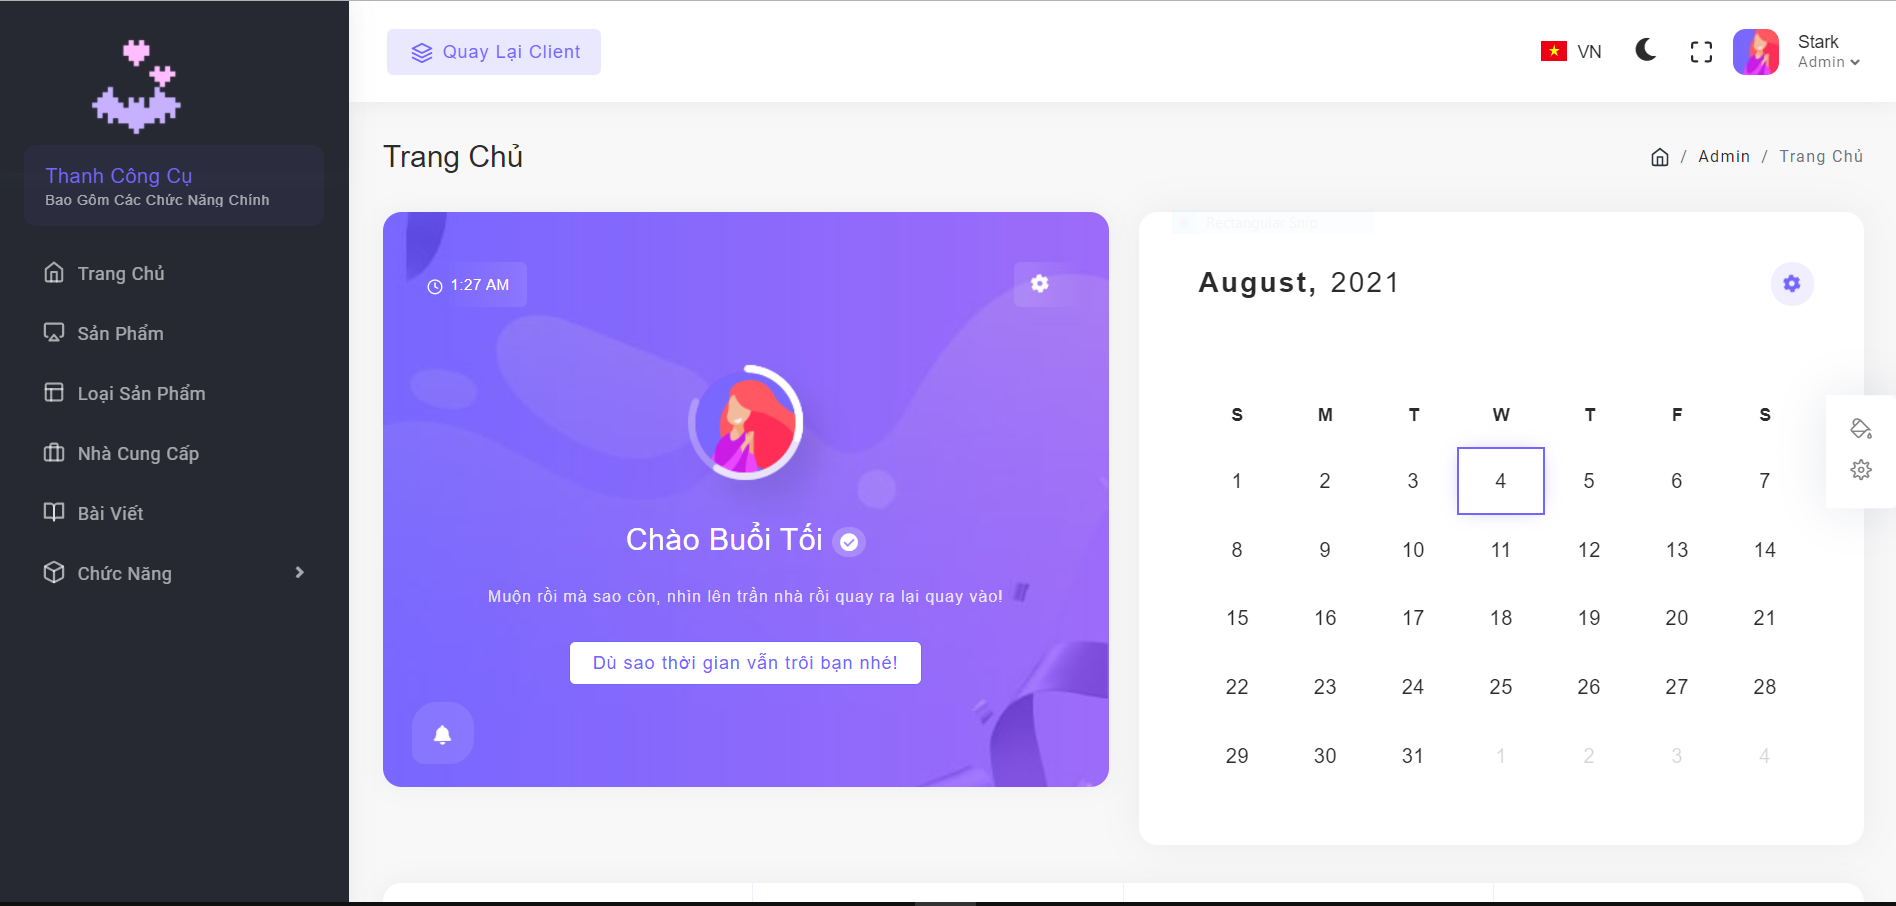 Quay Lại Client
VN
Stark
Admin
Thanh Công Cụ
Bao Gồm Các Chức Năng Chính
Trang Chủ
Sản Phẩm
Loại Sản Phẩm
Nhà Cung Cấp
Bài Viết
Chức Năng
Trang Chủ
/ Admin / Trang Chủ
1:27 AM
Chào Buổi Tối
Muộn rồi mà sao còn, nhìn lên trần nhà rồi quay ra lại quay vào!
Dù sao thời gian vẫn trôi bạn nhé!
Rectangular Snip
August, 2021
S M T W T F S
1 2 3 4 5 6 7
8 9 10 11 12 13 14
15 16 17 18 19 20 21
22 23 24 25 26 27 28
29 30 31 1 2 3 4